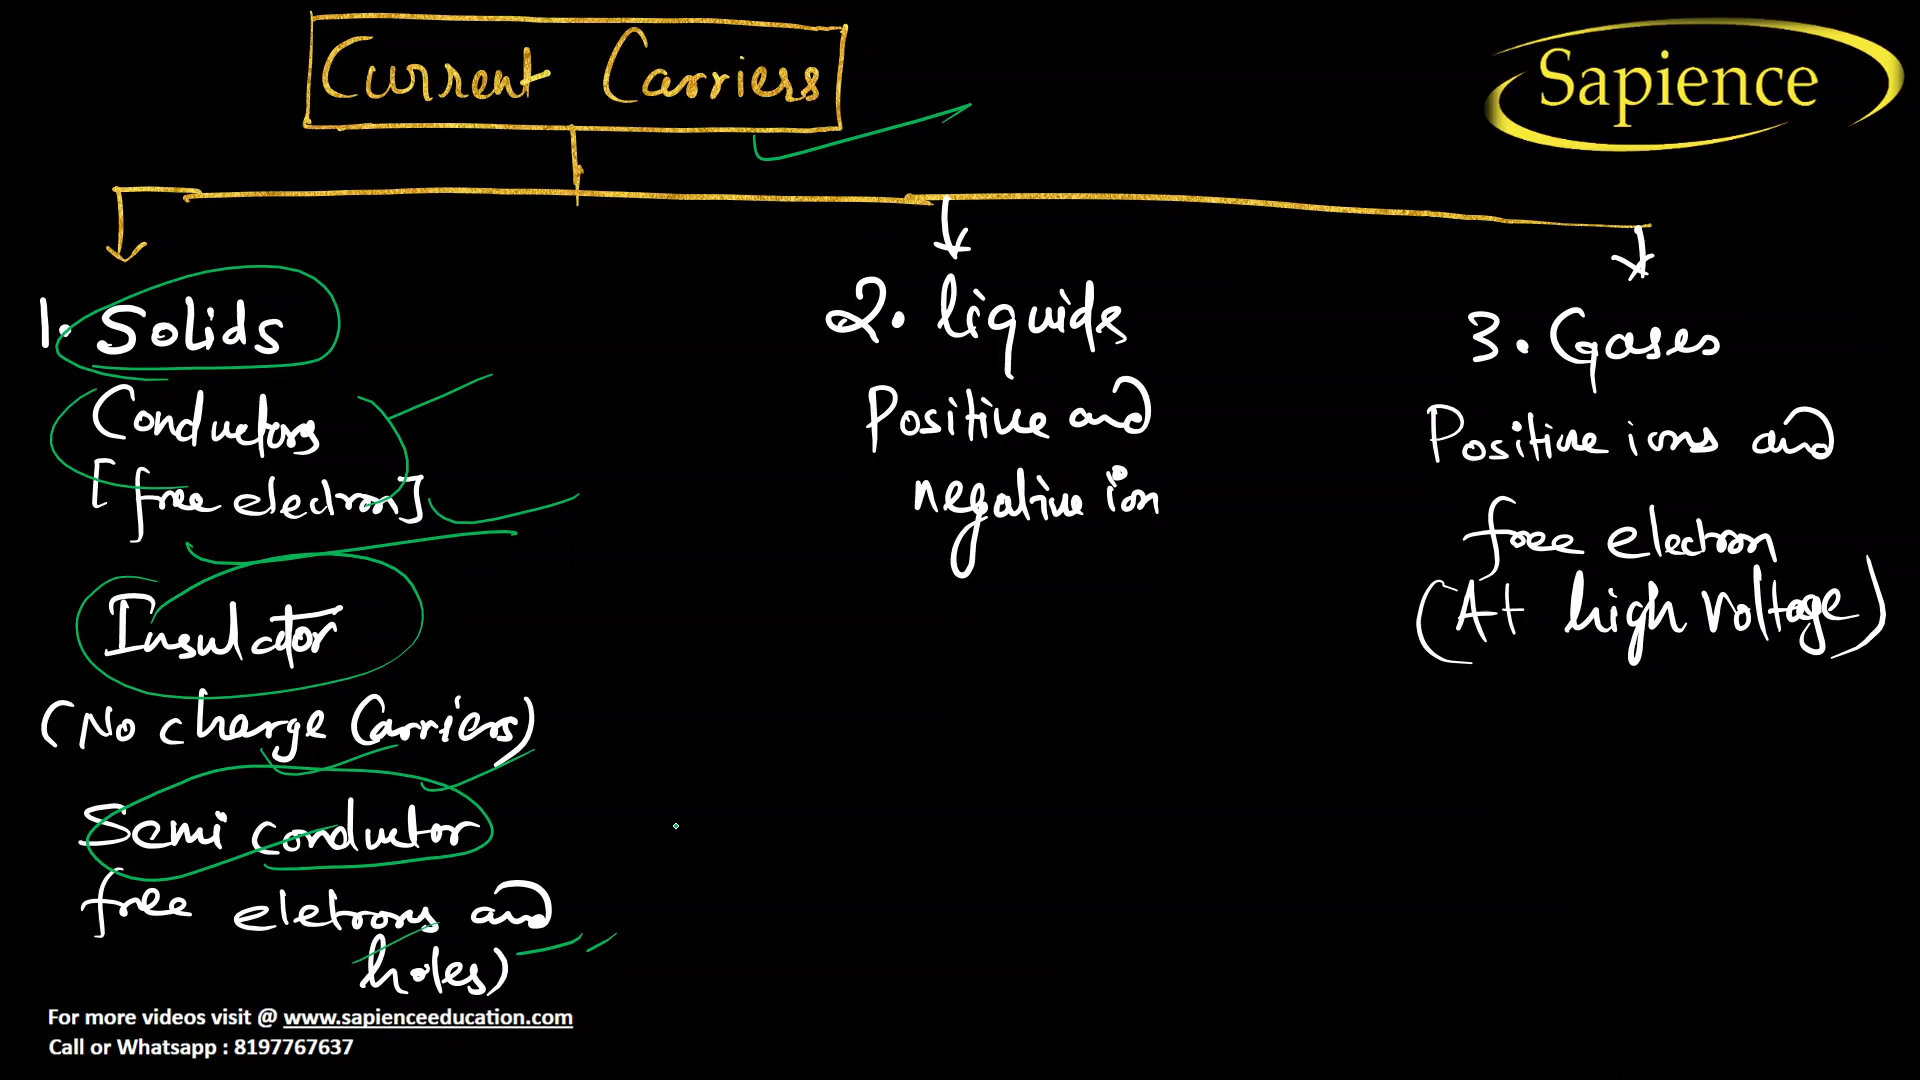 Current Carriers
Sapience
1. Solids
Conductors
[free electron]
Insulator
(No charge Carriers)
Semi conductor
free eletrons and
holes)
2. liquids
Positive and
negative ion
3. Gases
Positive ions and
free electron
(At high voltage)
For more videos visit @ www.sapienceeducation.com
Call or Whatsapp : 8197767637